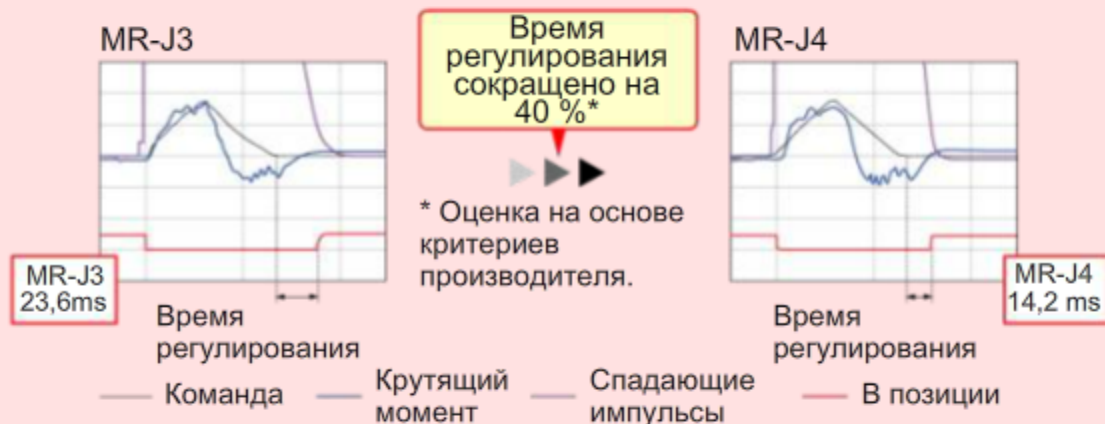 MR-J3
Время
регулирования
сокращено на
40 %*
MR-J4
* Оценка на основе
критериев
производителя.
MR-J3
23,6ms
MR-J4
14,2 ms
Время
регулирования
Время
регулирования
Команда
Крутящий
момент
Спадающие
импульсы
В позиции